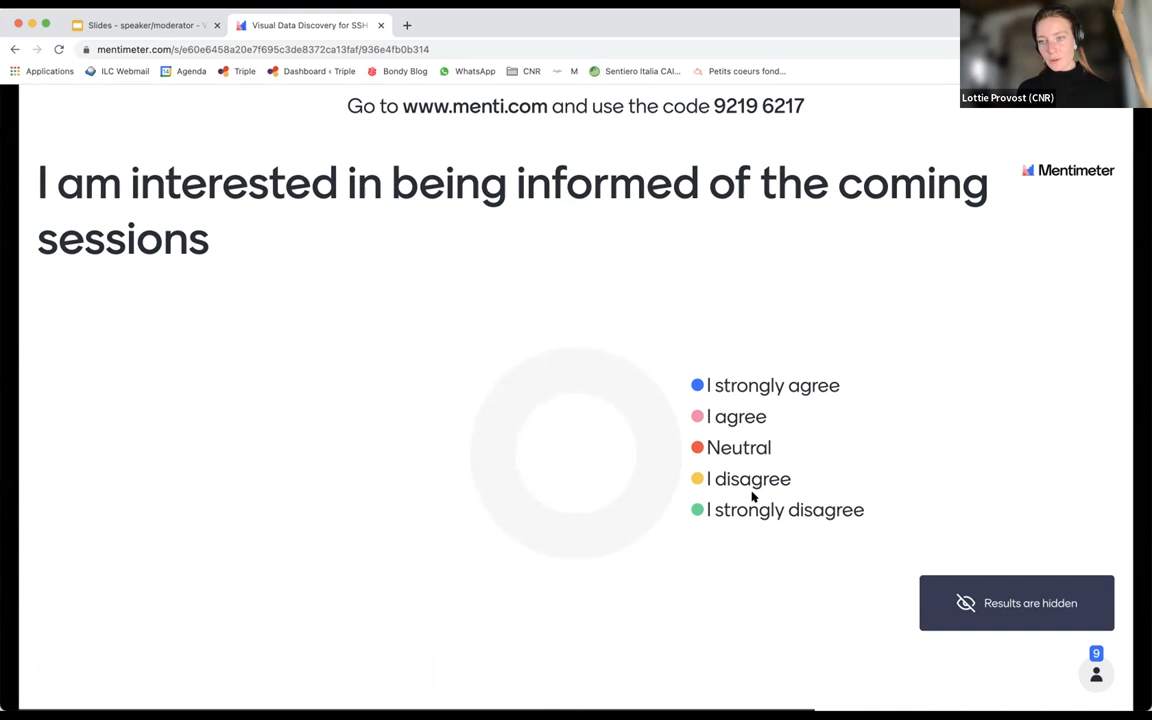 Slides - speaker/moderator - V
Visual Data Discovery for SSH
mentimeter.com/s/e60e6458a20e7f695c3de8372ca13faf/936e4fb0b314
Applications ILC Webmail Agenda Triple Dashboard ‹ Triple Bondy Blog WhatsApp CNR M Sentiero Italia CAI... Petits coeurs fond...
Lottie Provost (CNR)
Go to www.menti.com and use the code 9219 6217
I am interested in being informed of the coming
sessions
Mentimeter
I strongly agree
I agree
Neutral
I disagree
I strongly disagree
Results are hidden
9